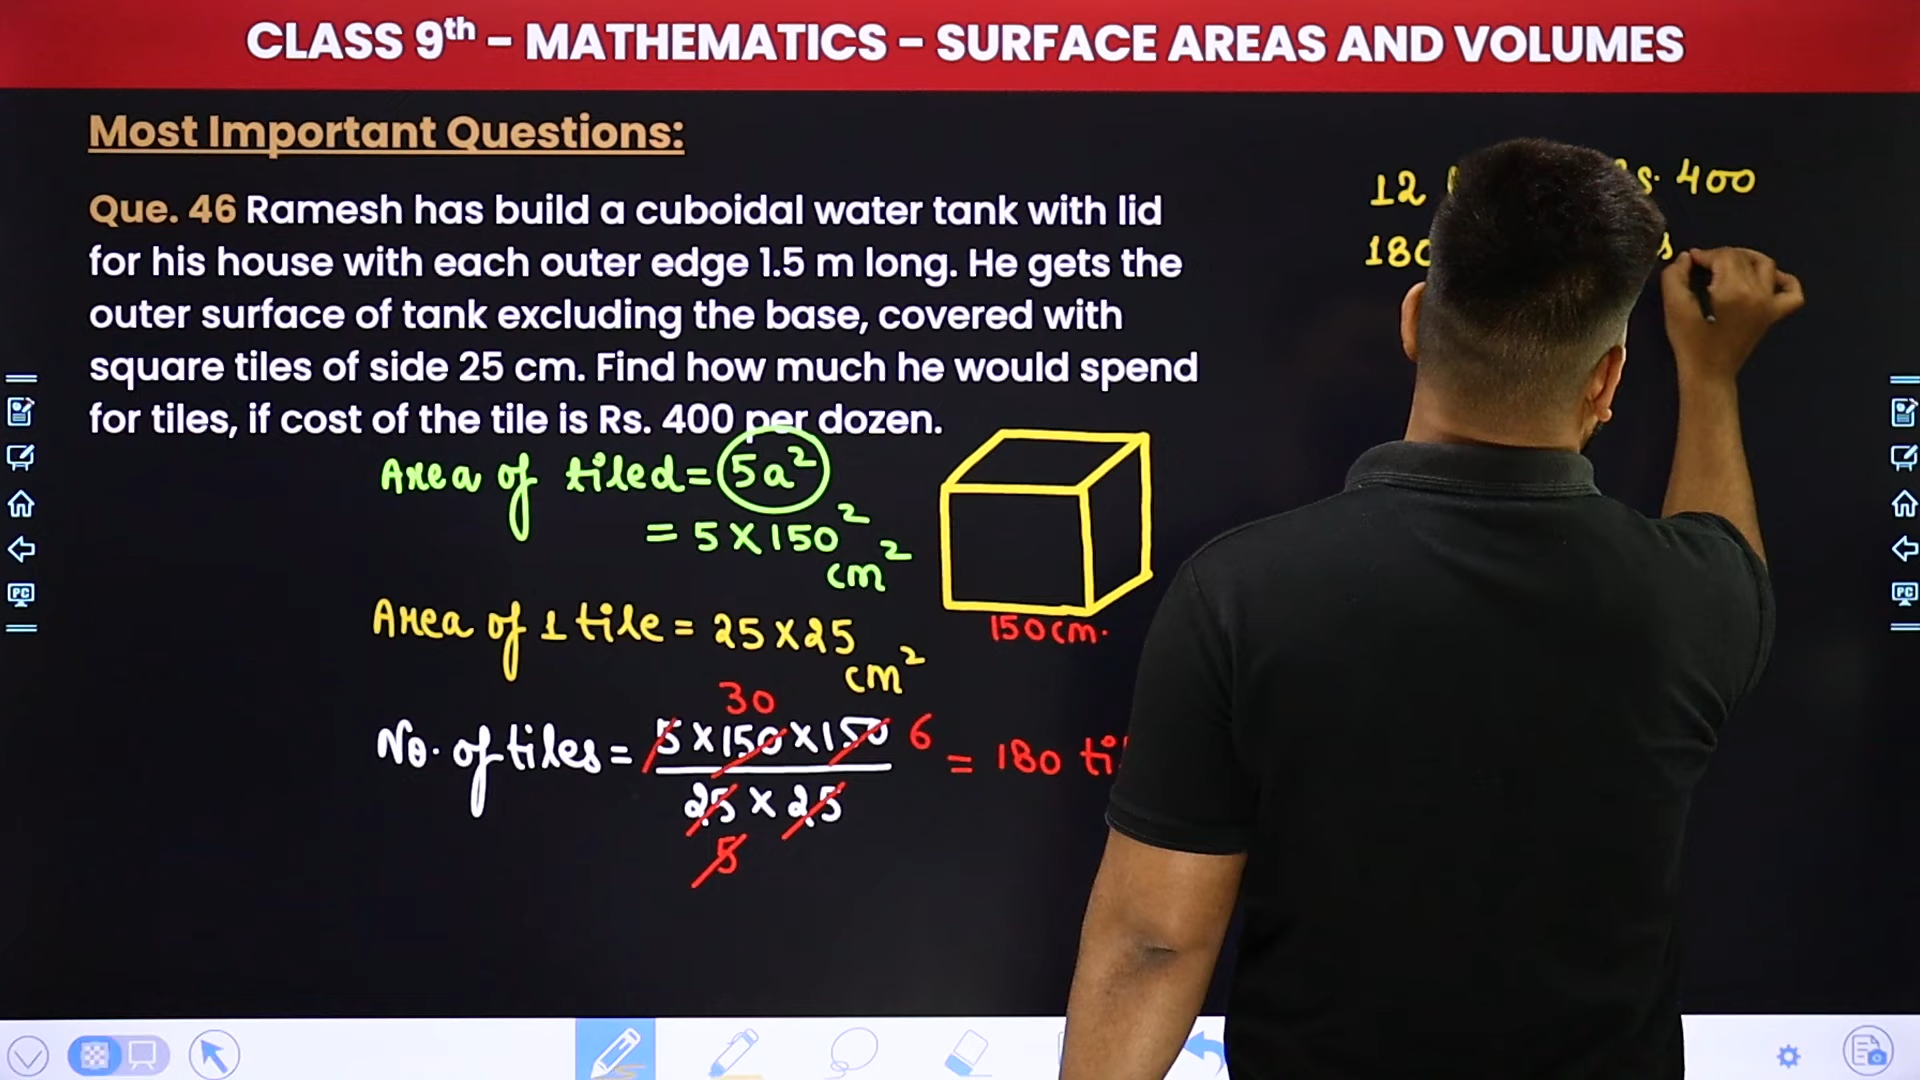 CLASS 9th - MATHEMATICS - SURFACE AREAS AND VOLUMES
Most Important Questions:
Que. 46 Ramesh has build a cuboidal water tank with lid
for his house with each outer edge 1.5 m long. He gets the
outer surface of tank excluding the base, covered with
square tiles of side 25 cm. Find how much he would spend
for tiles, if cost of the tile is Rs. 400 per dozen.
Area of tiled = 5a²
= 5 × 150² cm²
Area of 1 tile = 25 × 25 cm²
150 cm.
30
No. of tiles = 5 × 150 × 150 6 = 180
25 × 25
5
12 400
180
PC
PC